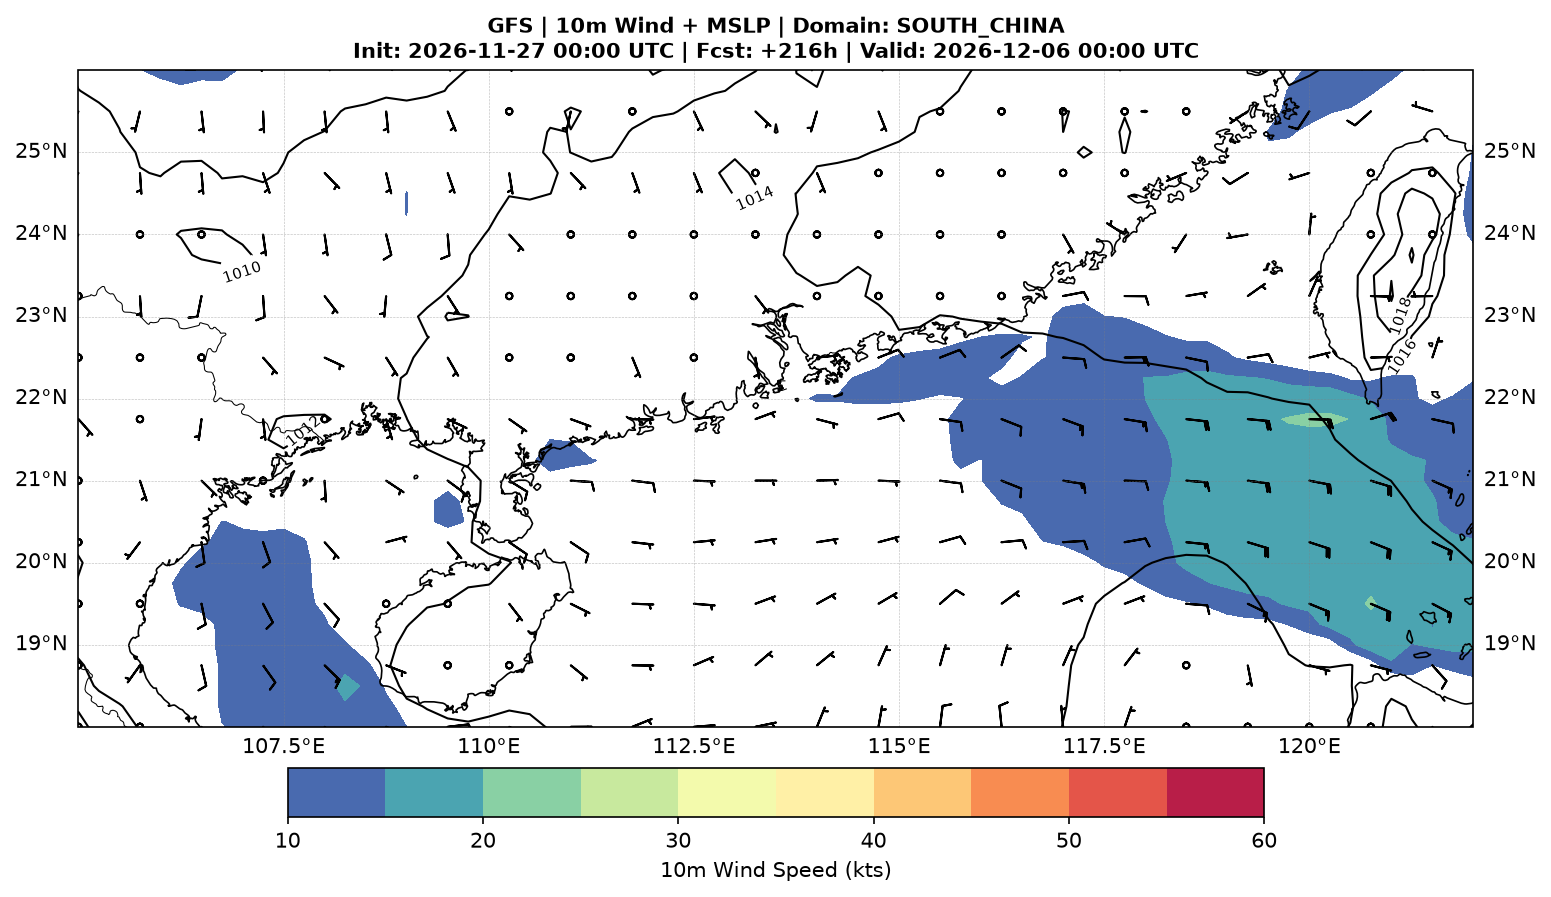 GFS | 10m Wind + MSLP | Domain: SOUTH_CHINA
Init: 2026-11-27 00:00 UTC | Fcst: +216h | Valid: 2026-12-06 00:00 UTC
25°N
24°N
23°N
22°N
21°N
20°N
19°N
1014
1010
1018
1016
1012
25°N
24°N
23°N
22°N
21°N
20°N
19°N
107.5°E
110°E
112.5°E
115°E
117.5°E
120°E
10
20
30
40
50
60
10m Wind Speed (kts)